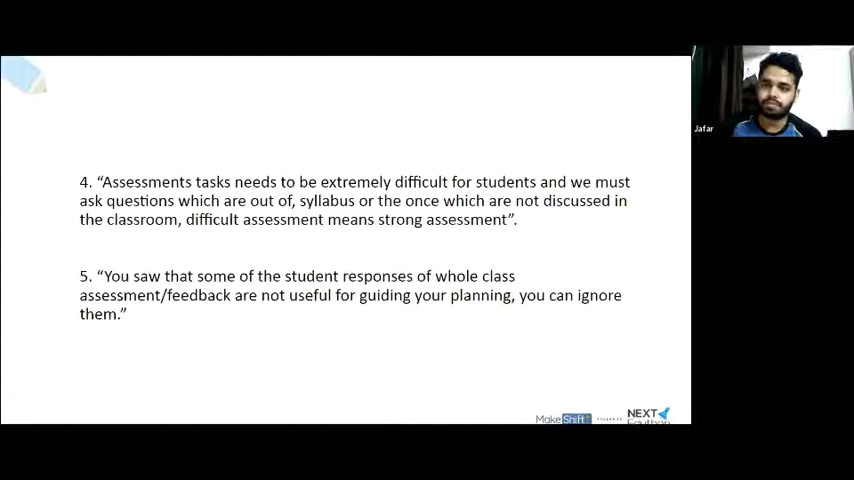 4. “Assessments tasks needs to be extremely difficult for students and we must
ask questions which are out of, syllabus or the once which are not discussed in
the classroom, difficult assessment means strong assessment”.
5. “You saw that some of the student responses of whole class
assessment/feedback are not useful for guiding your planning, you can ignore
them.”
Jafar
MakeShift
NEXT